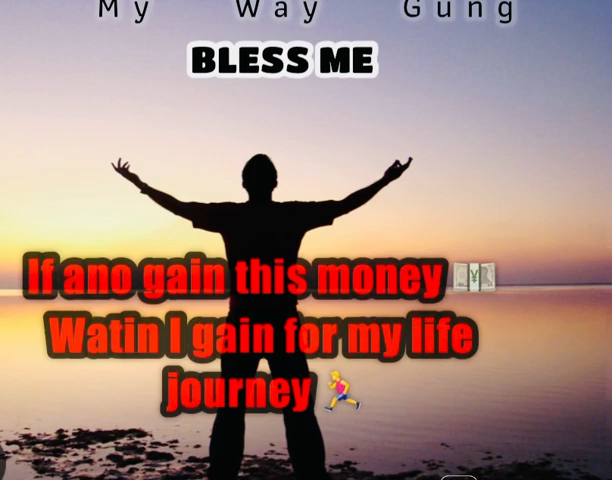 My Way Gung
BLESS ME
If ano gain this money 💴
Watin I gain for my life
journey 🏃